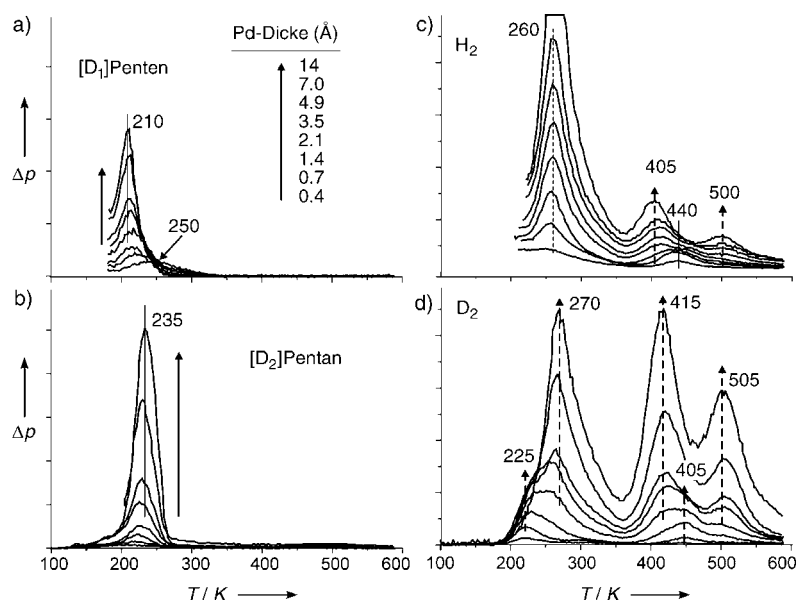 a)
[D₁]Penten
Pd-Dicke (Å)
14
7.0
4.9
3.5
2.1
1.4
0.7
0.4
210
250
Δp
b)
235
[D₂]Pentan
Δp
100 200 300 400 500 600
T / K
c)
H₂
260
405
440
500
d)
D₂
270
415
505
225
405
100 200 300 400 500 600
T / K